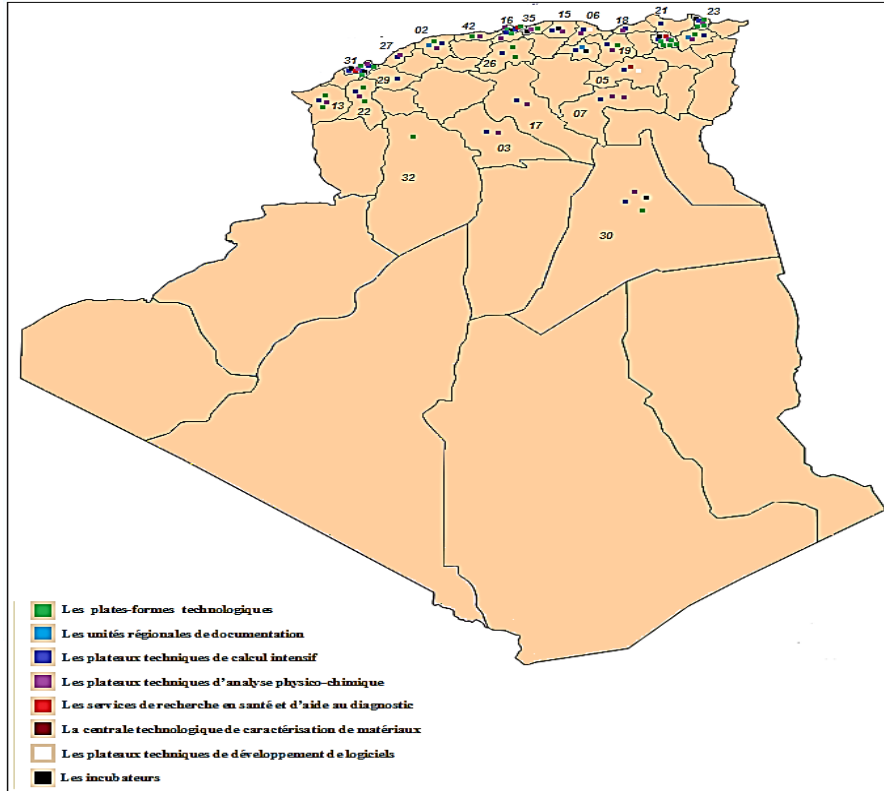 21
23
02
42
16
35
15
06
18
27
31
26
19
29
05
13
22
07
17
03
32
30
Les plates-formes technologiques
Les unités régionales de documentation
Les plateaux techniques de calcul intensif
Les plateaux techniques d'analyse physico-chimique
Les services de recherche en santé et d'aide au diagnostic
La centrale technologique de caractérisation de matériaux
Les plateaux techniques de développement de logiciels
Les incubateurs